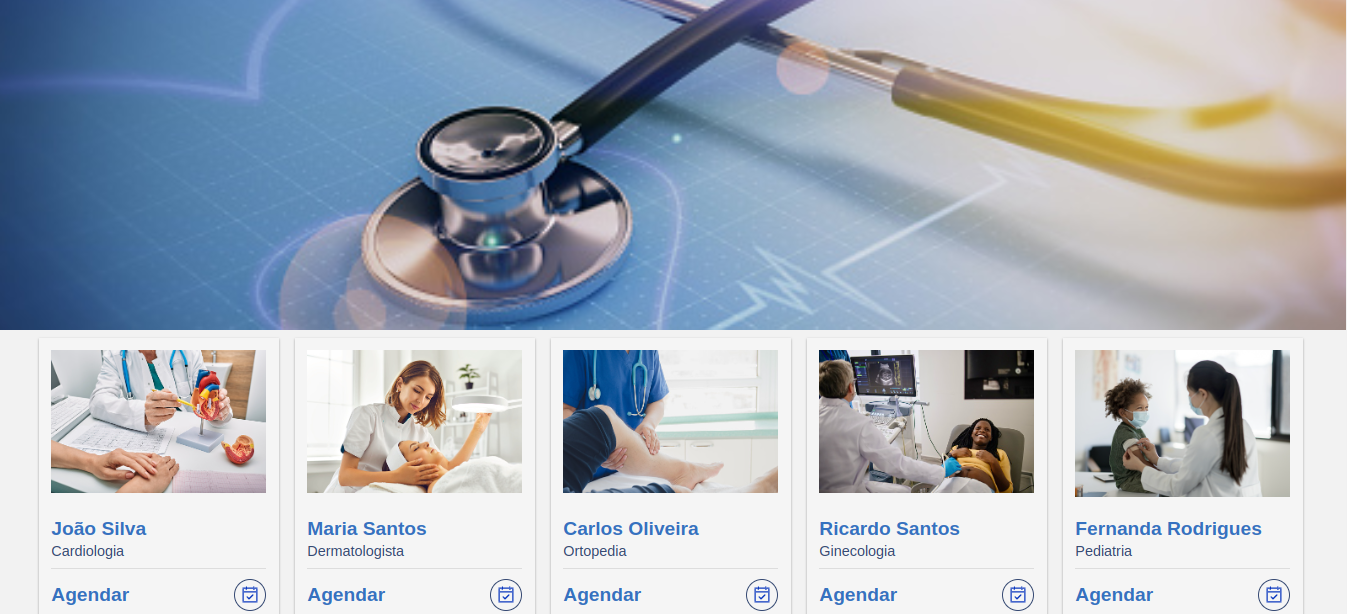 João Silva
Cardiologia
Agendar
Maria Santos
Dermatologista
Agendar
Carlos Oliveira
Ortopedia
Agendar
Ricardo Santos
Ginecologia
Agendar
Fernanda Rodrigues
Pediatria
Agendar